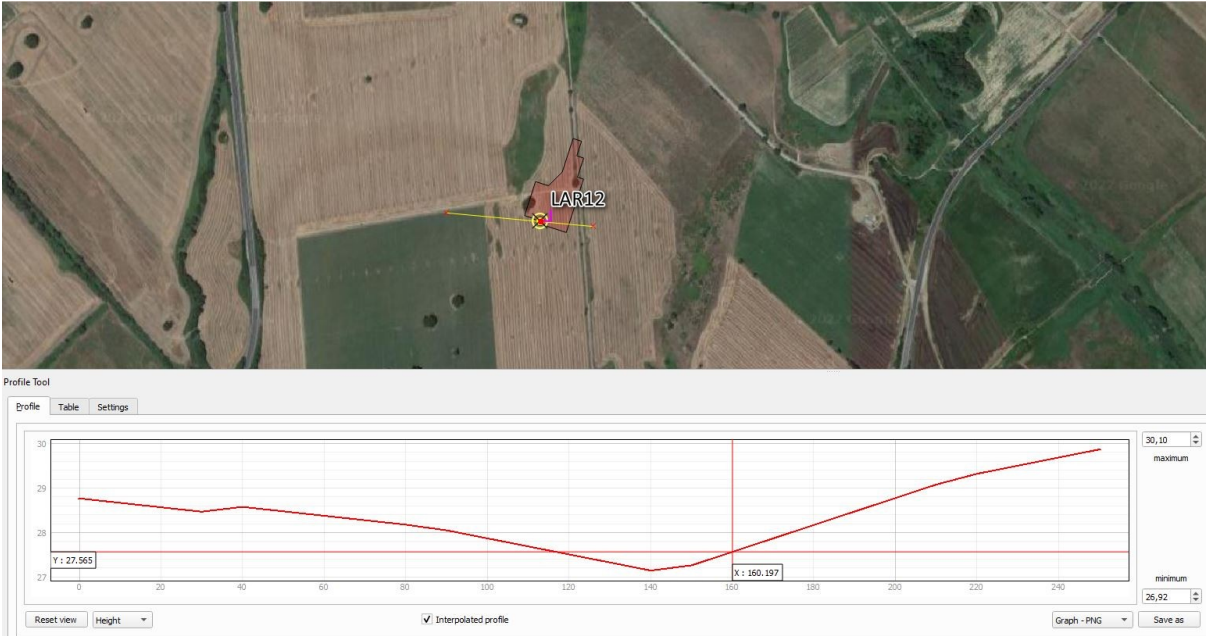 LAR12
Profile Tool
Profile Table Settings
30
29
28
27
Y : 27.565
X : 160.197
0 20 40 60 80 100 120 140 160 180 200 220 240
30,10
maximum
minimum
26,92
Reset view Height Interpolated profile Graph - PNG Save as